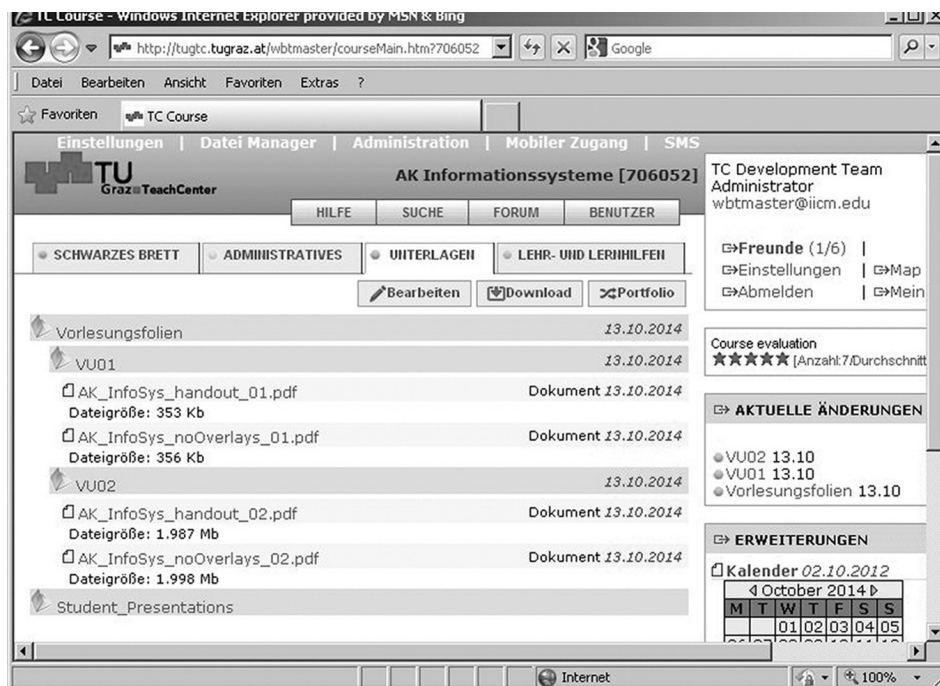 TC Course - Windows Internet Explorer provided by MSN & Bing
http://tugtc.tugraz.at/wbtmaster/courseMain.htm?706052
Google
Datei Bearbeiten Ansicht Favoriten Extras ?
Favoriten TC Course
Einstellungen | Datei Manager | Administration | Mobiler Zugang | SMS
TU
Graz TeachCenter
AK Informationssysteme [706052]
HILFE SUCHE FORUM BENUTZER
SCHWARZES BRETT ADMINISTRATIVES UNTERLAGEN LEHR- UND LERNHILFEN
Bearbeiten Download Portfolio
Vorlesungsfolien 13.10.2014
VU01 13.10.2014
AK_InfoSys_handout_01.pdf Dokument 13.10.2014
Dateigröße: 353 Kb
AK_InfoSys_noOverlays_01.pdf Dokument 13.10.2014
Dateigröße: 356 Kb
VU02 13.10.2014
AK_InfoSys_handout_02.pdf Dokument 13.10.2014
Dateigröße: 1.987 Mb
AK_InfoSys_noOverlays_02.pdf Dokument 13.10.2014
Dateigröße: 1.998 Mb
Student_Presentations
TC Development Team
Administrator
wbtmaster@iicm.edu
Freunde (1/6) |
Einstellungen | Map
Abmelden | Mein
Course evaluation
[Anzahl:7/Durchschnitt
AKTUELLE ÄNDERUNGEN
VU02 13.10
VU01 13.10
Vorlesungsfolien 13.10
ERWEITERUNGEN
Kalender 02.10.2012
October 2014
M T W T F S S
01 02 03 04 05
Internet 100%